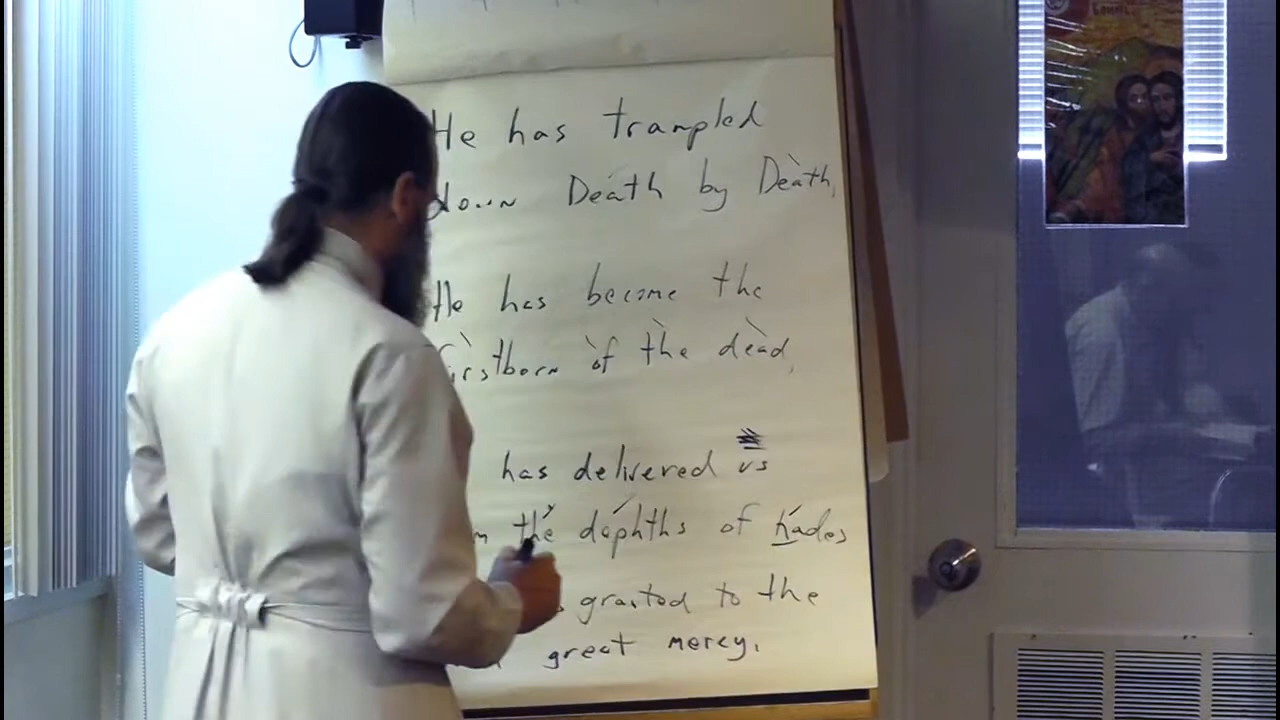 He has trampled
down Death by Death,
He has become the
firstborn of the dead,
has delivered us
the dephths of Hades
granted to the
great mercy.